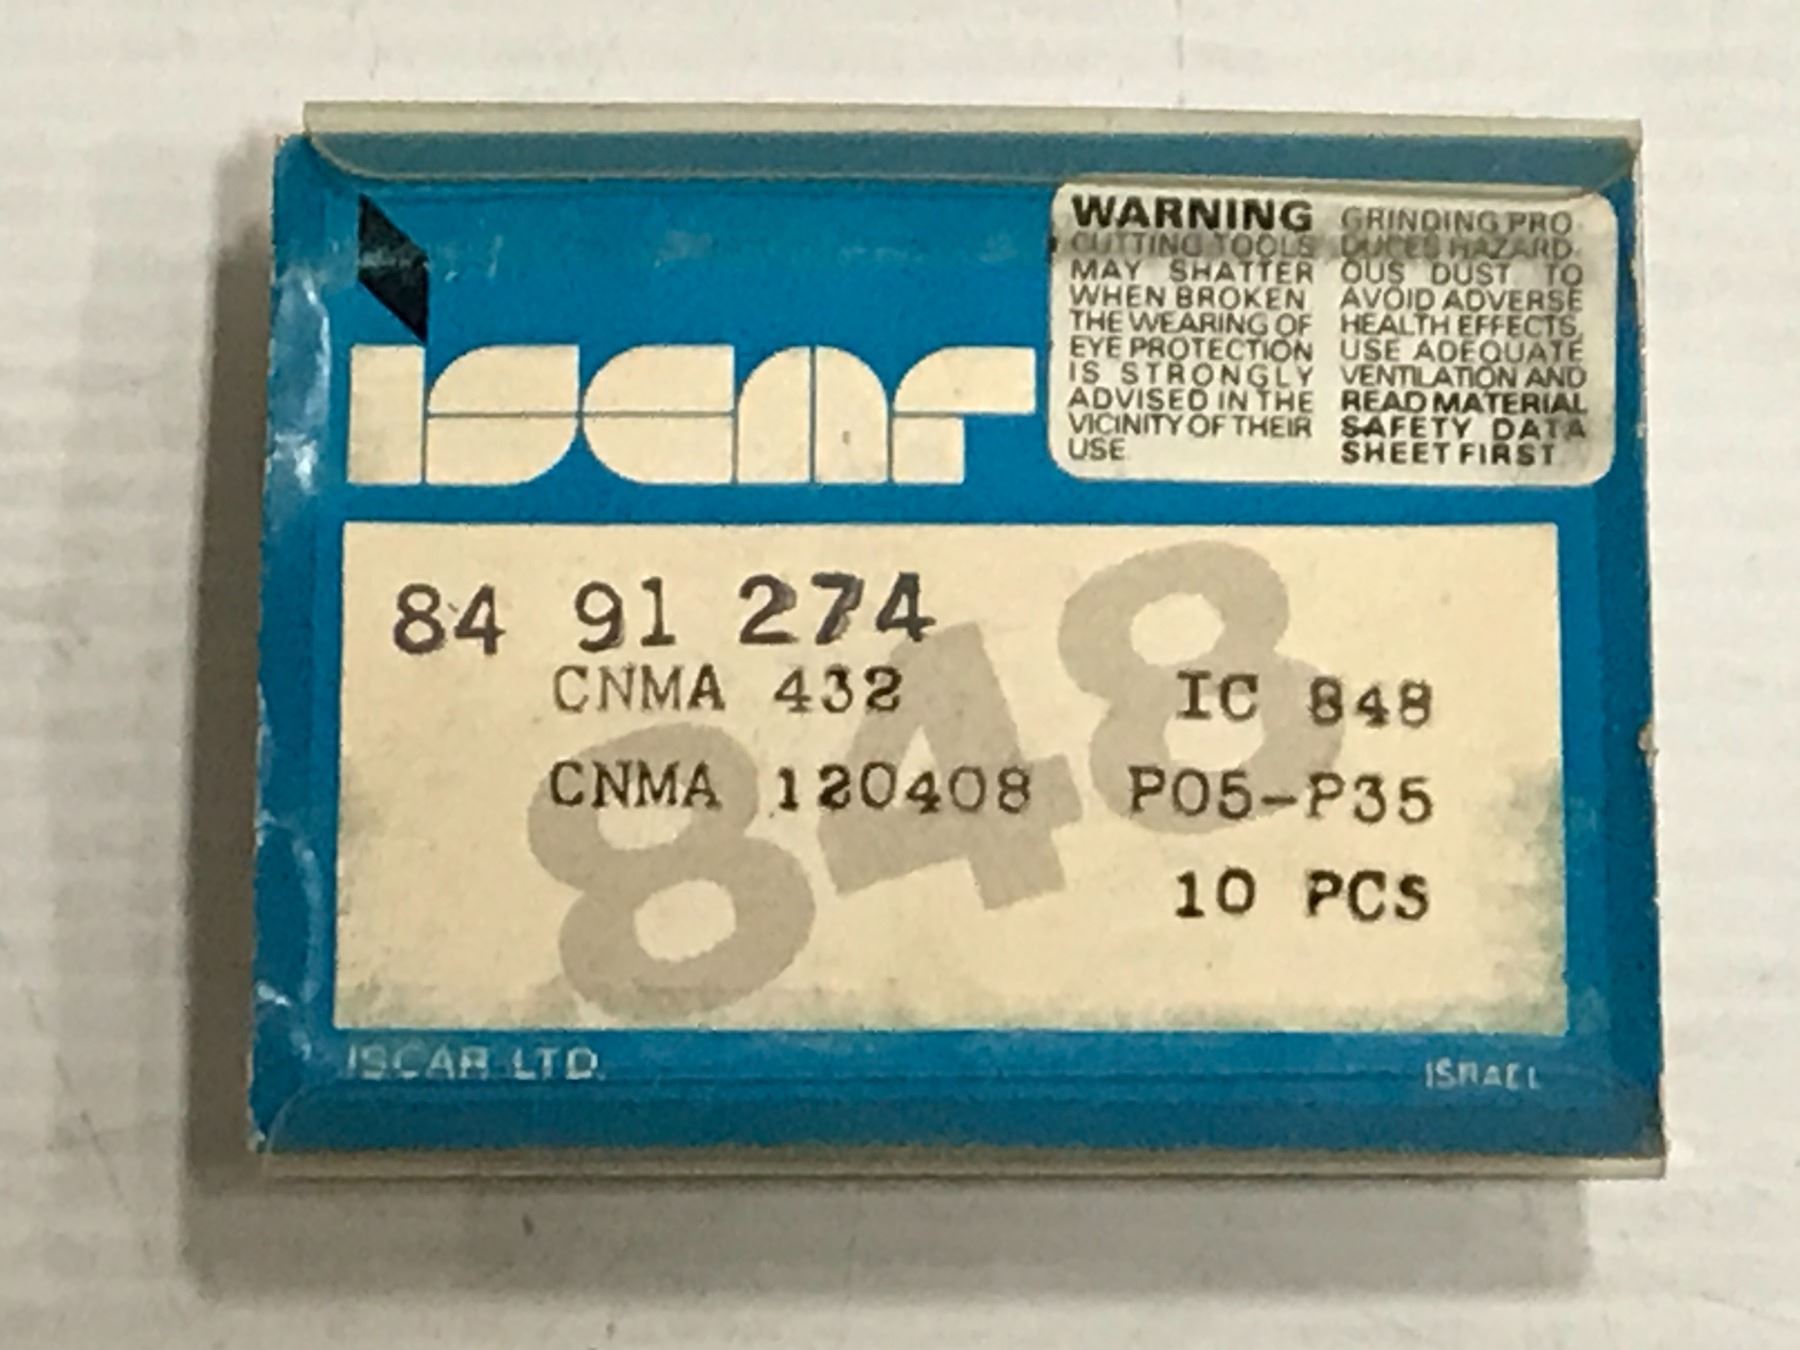 iscar
WARNING
CUTTING TOOLS
MAY SHATTER
WHEN BROKEN
THE WEARING OF
EYE PROTECTION
IS STRONGLY
ADVISED IN THE
VICINITY OF THEIR
USE
GRINDING PRO
DUCES HAZARD-
OUS DUST TO
AVOID ADVERSE
HEALTH EFFECTS,
USE ADEQUATE
VENTILATION AND
READ MATERIAL
SAFETY DATA
SHEET FIRST
848
84 91 274
CNMA 432 IC 848
CNMA 120408 P05-P35
10 PCS
ISCAR LTD. ISRAEL